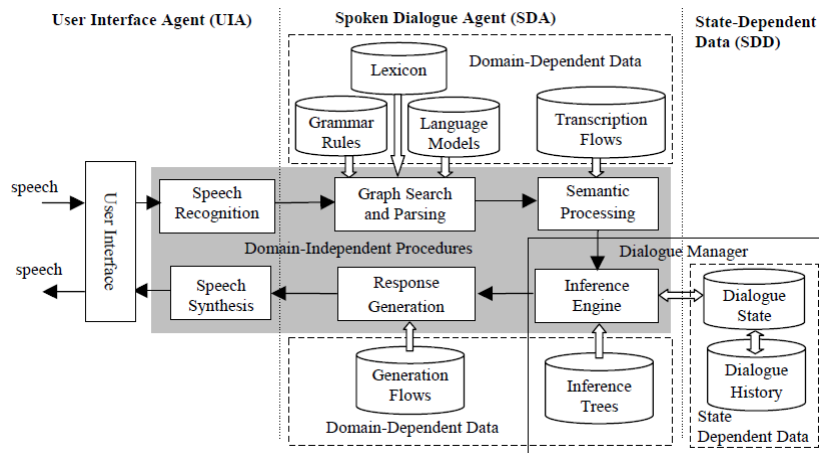 User Interface Agent (UIA)
Spoken Dialogue Agent (SDA)
State-Dependent
Data (SDD)
Lexicon
Domain-Dependent Data
Grammar
Rules
Language
Models
Transcription
Flows
speech
User Interface
Speech
Recognition
Graph Search
and Parsing
Semantic
Processing
Domain-Independent Procedures
Dialogue Manager
speech
Speech
Synthesis
Response
Generation
Inference
Engine
Dialogue
State
Generation
Flows
Inference
Trees
Dialogue
History
Domain-Dependent Data
State
Dependent Data